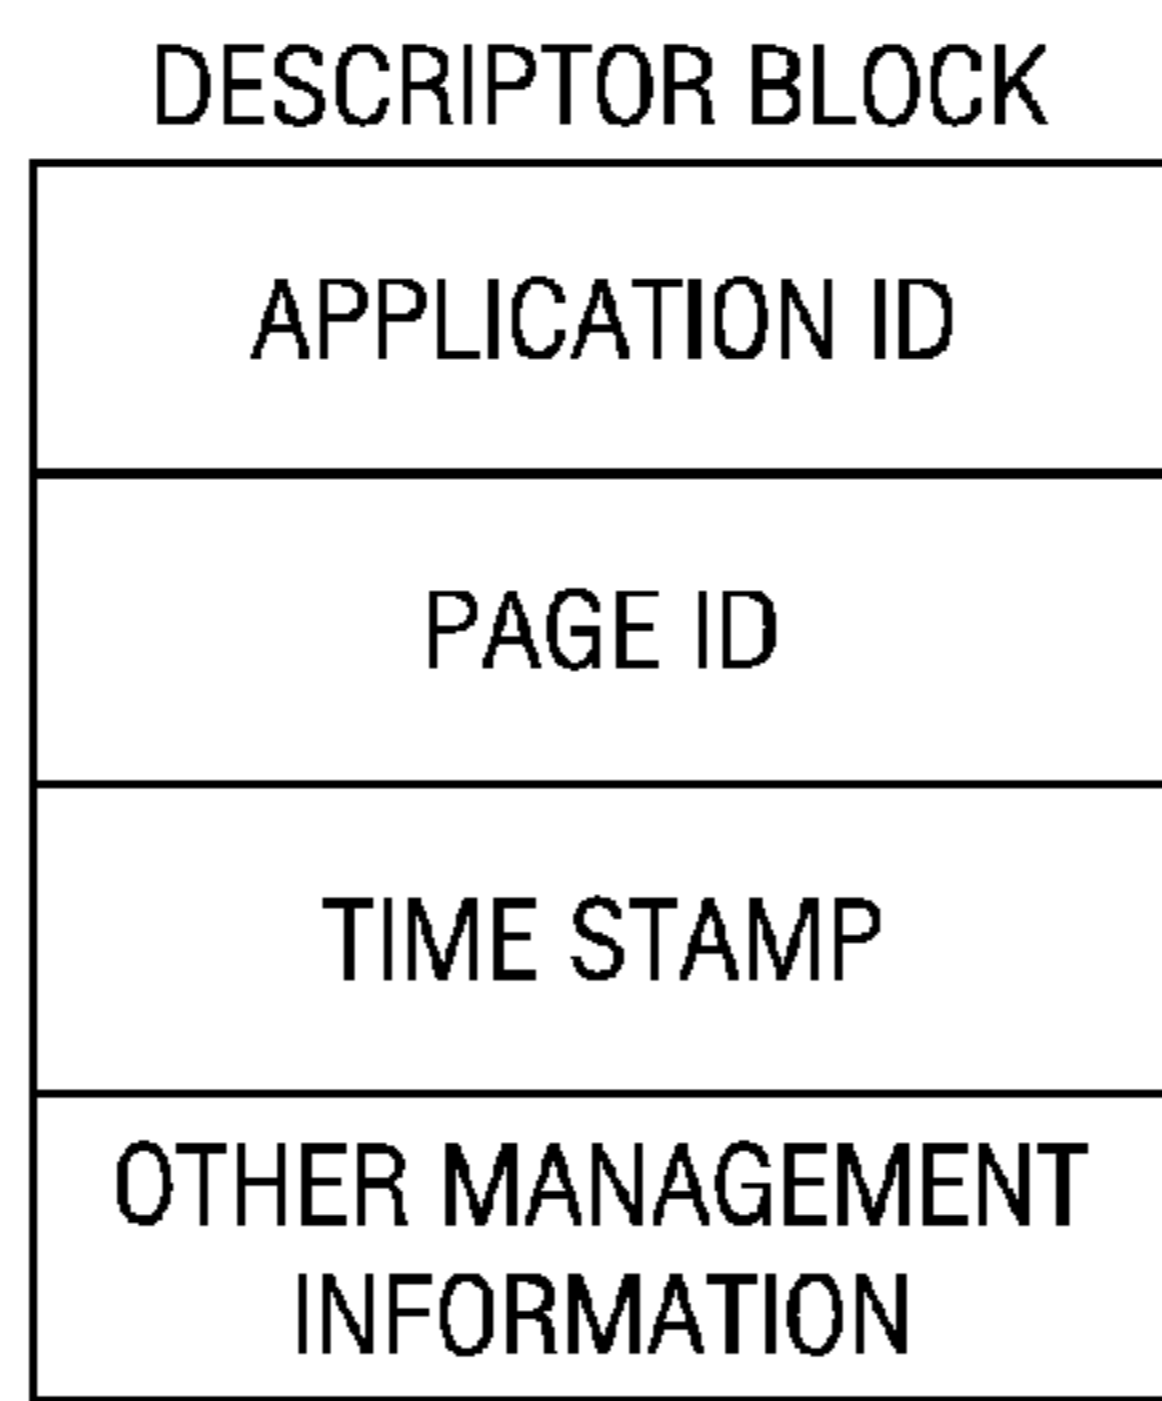 DESCRIPTOR BLOCK
APPLICATION ID
PAGE ID
TIME STAMP
OTHER MANAGEMENT
INFORMATION